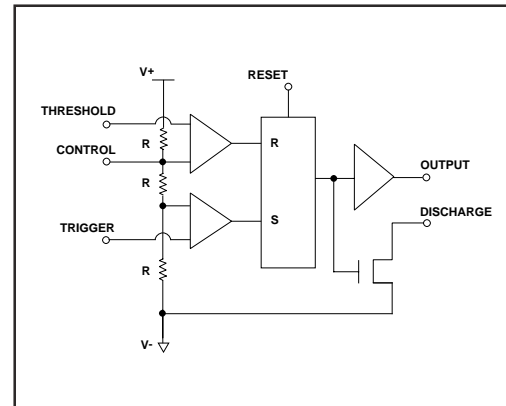 V+
RESET
THRESHOLD
R
R
CONTROL
OUTPUT
R
DISCHARGE
S
TRIGGER
R
V-